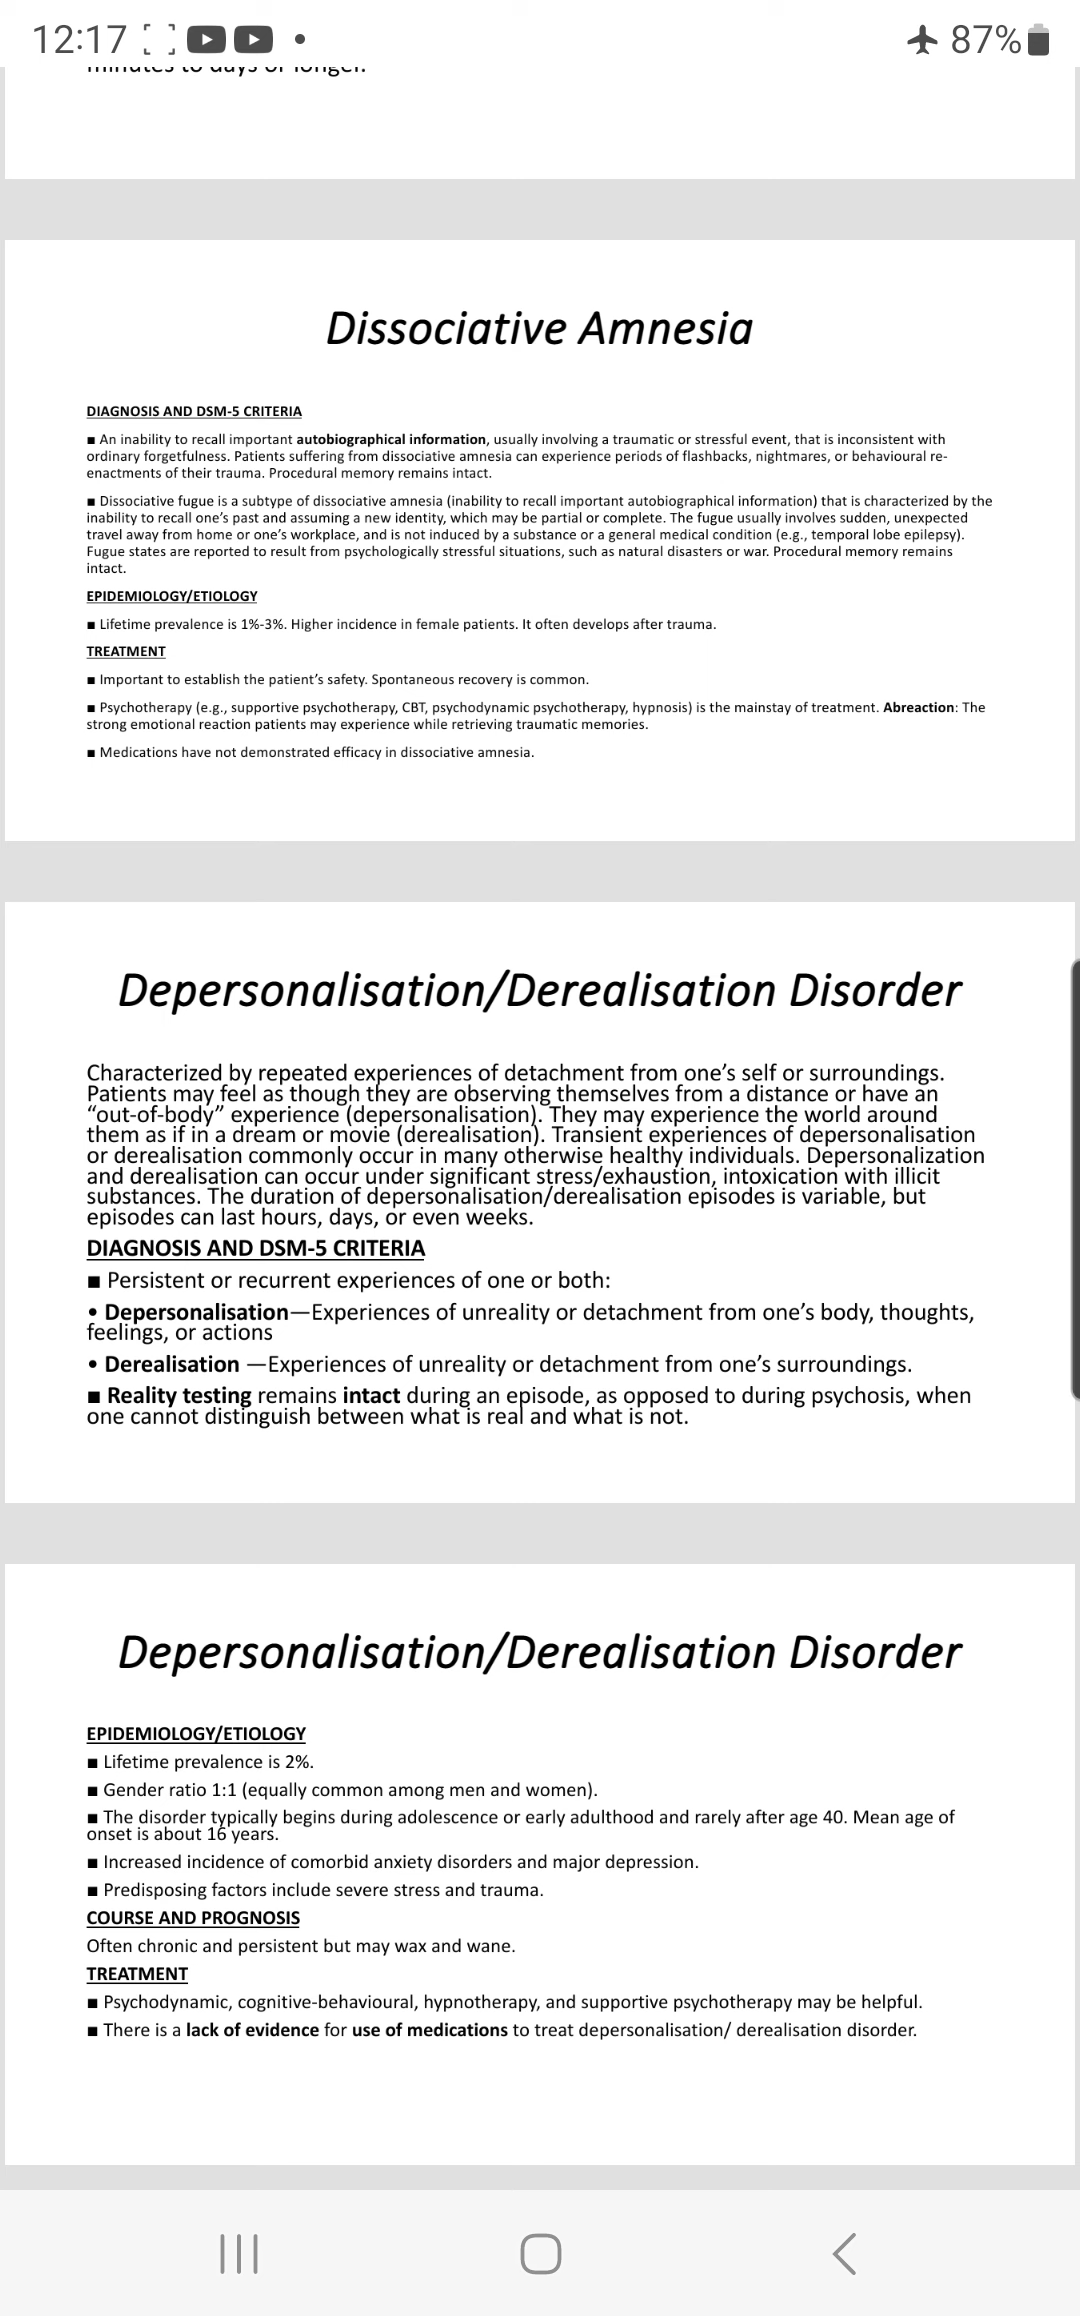 12:17
87%
minutes to days or longer.
Dissociative Amnesia
DIAGNOSIS AND DSM-5 CRITERIA
■ An inability to recall important autobiographical information, usually involving a traumatic or stressful event, that is inconsistent with
ordinary forgetfulness. Patients suffering from dissociative amnesia can experience periods of flashbacks, nightmares, or behavioural re-
enactments of their trauma. Procedural memory remains intact.
■ Dissociative fugue is a subtype of dissociative amnesia (inability to recall important autobiographical information) that is characterized by the
inability to recall one's past and assuming a new identity, which may be partial or complete. The fugue usually involves sudden, unexpected
travel away from home or one's workplace, and is not induced by a substance or a general medical condition (e.g., temporal lobe epilepsy).
Fugue states are reported to result from psychologically stressful situations, such as natural disasters or war. Procedural memory remains
intact.
EPIDEMIOLOGY/ETIOLOGY
■ Lifetime prevalence is 1%-3%. Higher incidence in female patients. It often develops after trauma.
TREATMENT
■ Important to establish the patient's safety. Spontaneous recovery is common.
■ Psychotherapy (e.g., supportive psychotherapy, CBT, psychodynamic psychotherapy, hypnosis) is the mainstay of treatment. Abreaction: The
strong emotional reaction patients may experience while retrieving traumatic memories.
■ Medications have not demonstrated efficacy in dissociative amnesia.
Depersonalisation/Derealisation Disorder
Characterized by repeated experiences of detachment from one's self or surroundings.
Patients may feel as though they are observing themselves from a distance or have an
“out-of-body” experience (depersonalisation). They may experience the world around
them as if in a dream or movie (derealisation). Transient experiences of depersonalisation
or derealisation commonly occur in many otherwise healthy individuals. Depersonalization
and derealisation can occur under significant stress/exhaustion, intoxication with illicit
substances. The duration of depersonalisation/derealisation episodes is variable, but
episodes can last hours, days, or even weeks.
DIAGNOSIS AND DSM-5 CRITERIA
■ Persistent or recurrent experiences of one or both:
• Depersonalisation—Experiences of unreality or detachment from one's body, thoughts,
feelings, or actions
• Derealisation —Experiences of unreality or detachment from one's surroundings.
■ Reality testing remains intact during an episode, as opposed to during psychosis, when
one cannot distinguish between what is real and what is not.
Depersonalisation/Derealisation Disorder
EPIDEMIOLOGY/ETIOLOGY
■ Lifetime prevalence is 2%.
■ Gender ratio 1:1 (equally common among men and women).
■ The disorder typically begins during adolescence or early adulthood and rarely after age 40. Mean age of
onset is about 16 years.
■ Increased incidence of comorbid anxiety disorders and major depression.
■ Predisposing factors include severe stress and trauma.
COURSE AND PROGNOSIS
Often chronic and persistent but may wax and wane.
TREATMENT
■ Psychodynamic, cognitive-behavioural, hypnotherapy, and supportive psychotherapy may be helpful.
■ There is a lack of evidence for use of medications to treat depersonalisation/ derealisation disorder.